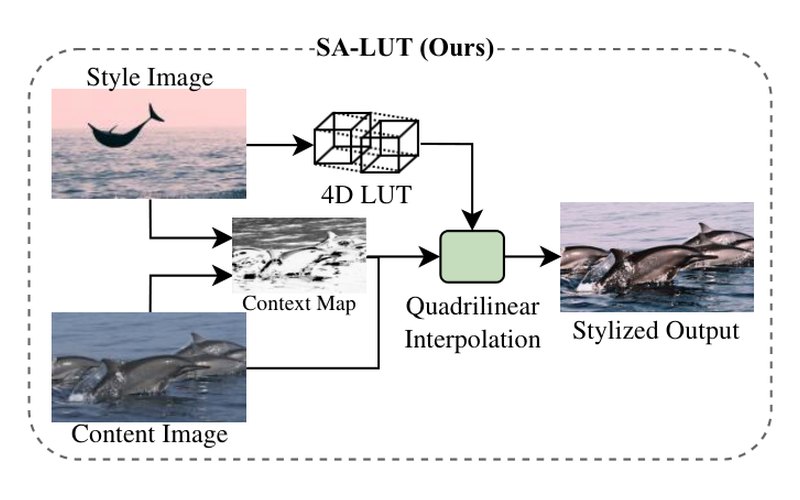 SA-LUT (Ours)
Style Image
4D LUT
Context Map
Quadrilinear
Interpolation
Stylized Output
Content Image